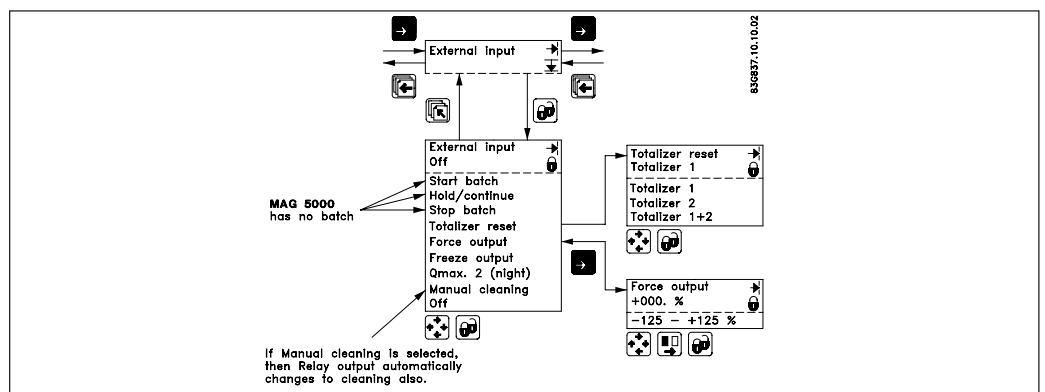 External input
83G837.10.10.02
External input
Off
Start batch
Hold/continue
Stop batch
Totalizer reset
Force output
Freeze output
Qmax. 2 (night)
Manual cleaning
Off
MAG 5000
has no batch
Totalizer reset
Totalizer 1
Totalizer 1
Totalizer 2
Totalizer 1+2
Force output
+000. %
-125 - +125 %
If Manual cleaning is selected,
then Relay output automatically
changes to cleaning also.